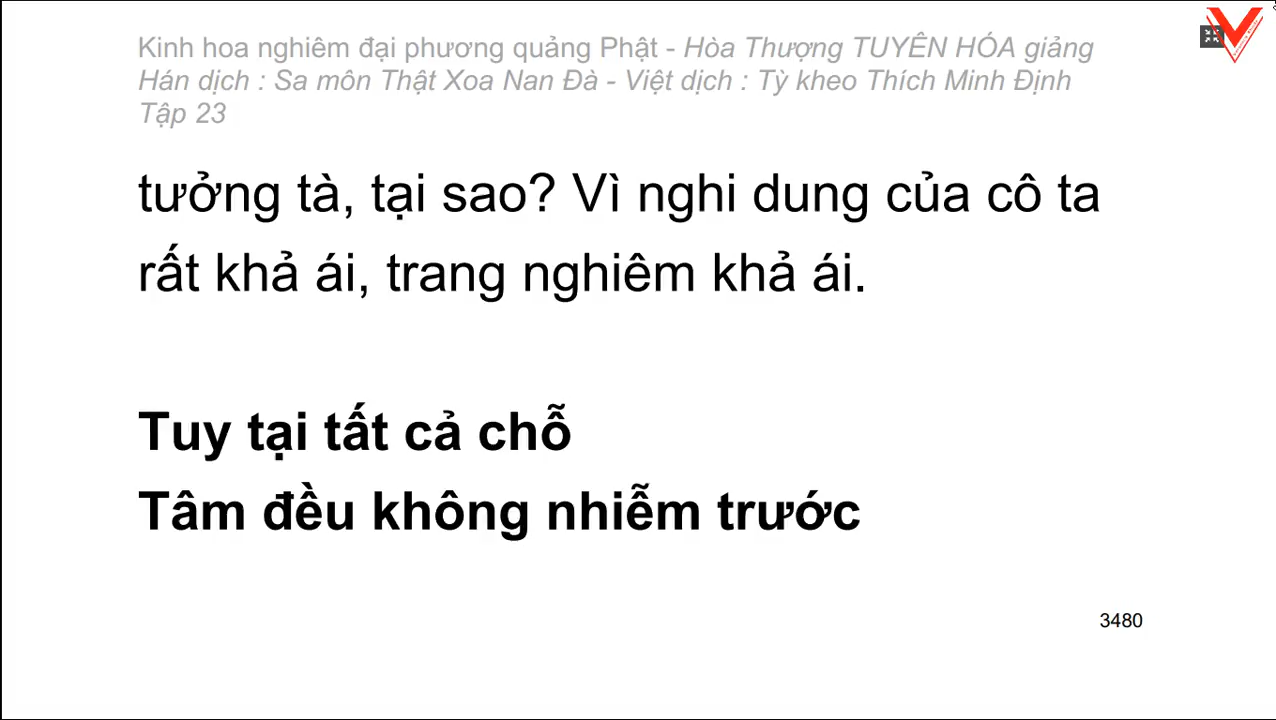 Kinh hoa nghiêm đại phương quảng Phật - Hòa Thượng TUYÊN HÓA giảng
Hán dịch : Sa môn Thật Xoa Nan Đà - Việt dịch : Tỳ kheo Thích Minh Định
Tập 23
tưởng tà, tại sao? Vì nghi dung của cô ta
rất khả ái, trang nghiêm khả ái.
Tuy tại tất cả chỗ
Tâm đều không nhiễm trước
3480